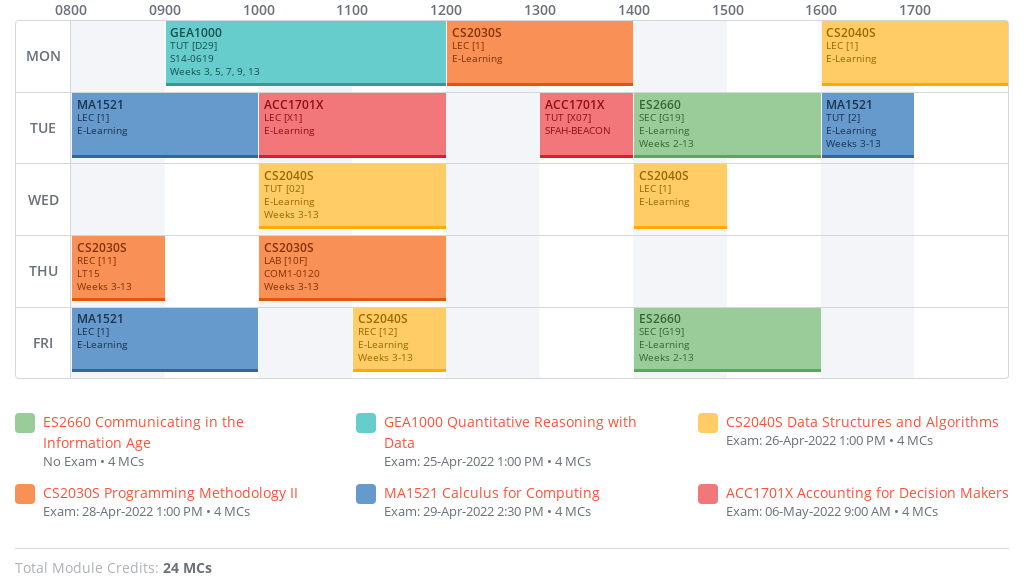 0800 0900 1000 1100 1200 1300 1400 1500 1600 1700
MON
GEA1000
TUT [D29]
S14-0619
Weeks 3, 5, 7, 9, 13
CS2030S
LEC [1]
E-Learning
CS2040S
LEC [1]
E-Learning
TUE
MA1521
LEC [1]
E-Learning
ACC1701X
LEC [X1]
E-Learning
ACC1701X
TUT [X07]
SFAH-BEACON
ES2660
SEC [G19]
E-Learning
Weeks 2-13
MA1521
TUT [2]
E-Learning
Weeks 3-13
WED
CS2040S
TUT [02]
E-Learning
Weeks 3-13
CS2040S
LEC [1]
E-Learning
THU
CS2030S
REC [11]
LT15
Weeks 3-13
CS2030S
LAB [10F]
COM1-0120
Weeks 3-13
FRI
MA1521
LEC [1]
E-Learning
CS2040S
REC [12]
E-Learning
Weeks 3-13
ES2660
SEC [G19]
E-Learning
Weeks 2-13
ES2660 Communicating in the
Information Age
No Exam • 4 MCs
GEA1000 Quantitative Reasoning with
Data
Exam: 25-Apr-2022 1:00 PM • 4 MCs
CS2040S Data Structures and Algorithms
Exam: 26-Apr-2022 1:00 PM • 4 MCs
CS2030S Programming Methodology II
Exam: 28-Apr-2022 1:00 PM • 4 MCs
MA1521 Calculus for Computing
Exam: 29-Apr-2022 2:30 PM • 4 MCs
ACC1701X Accounting for Decision Makers
Exam: 06-May-2022 9:00 AM • 4 MCs
Total Module Credits: 24 MCs